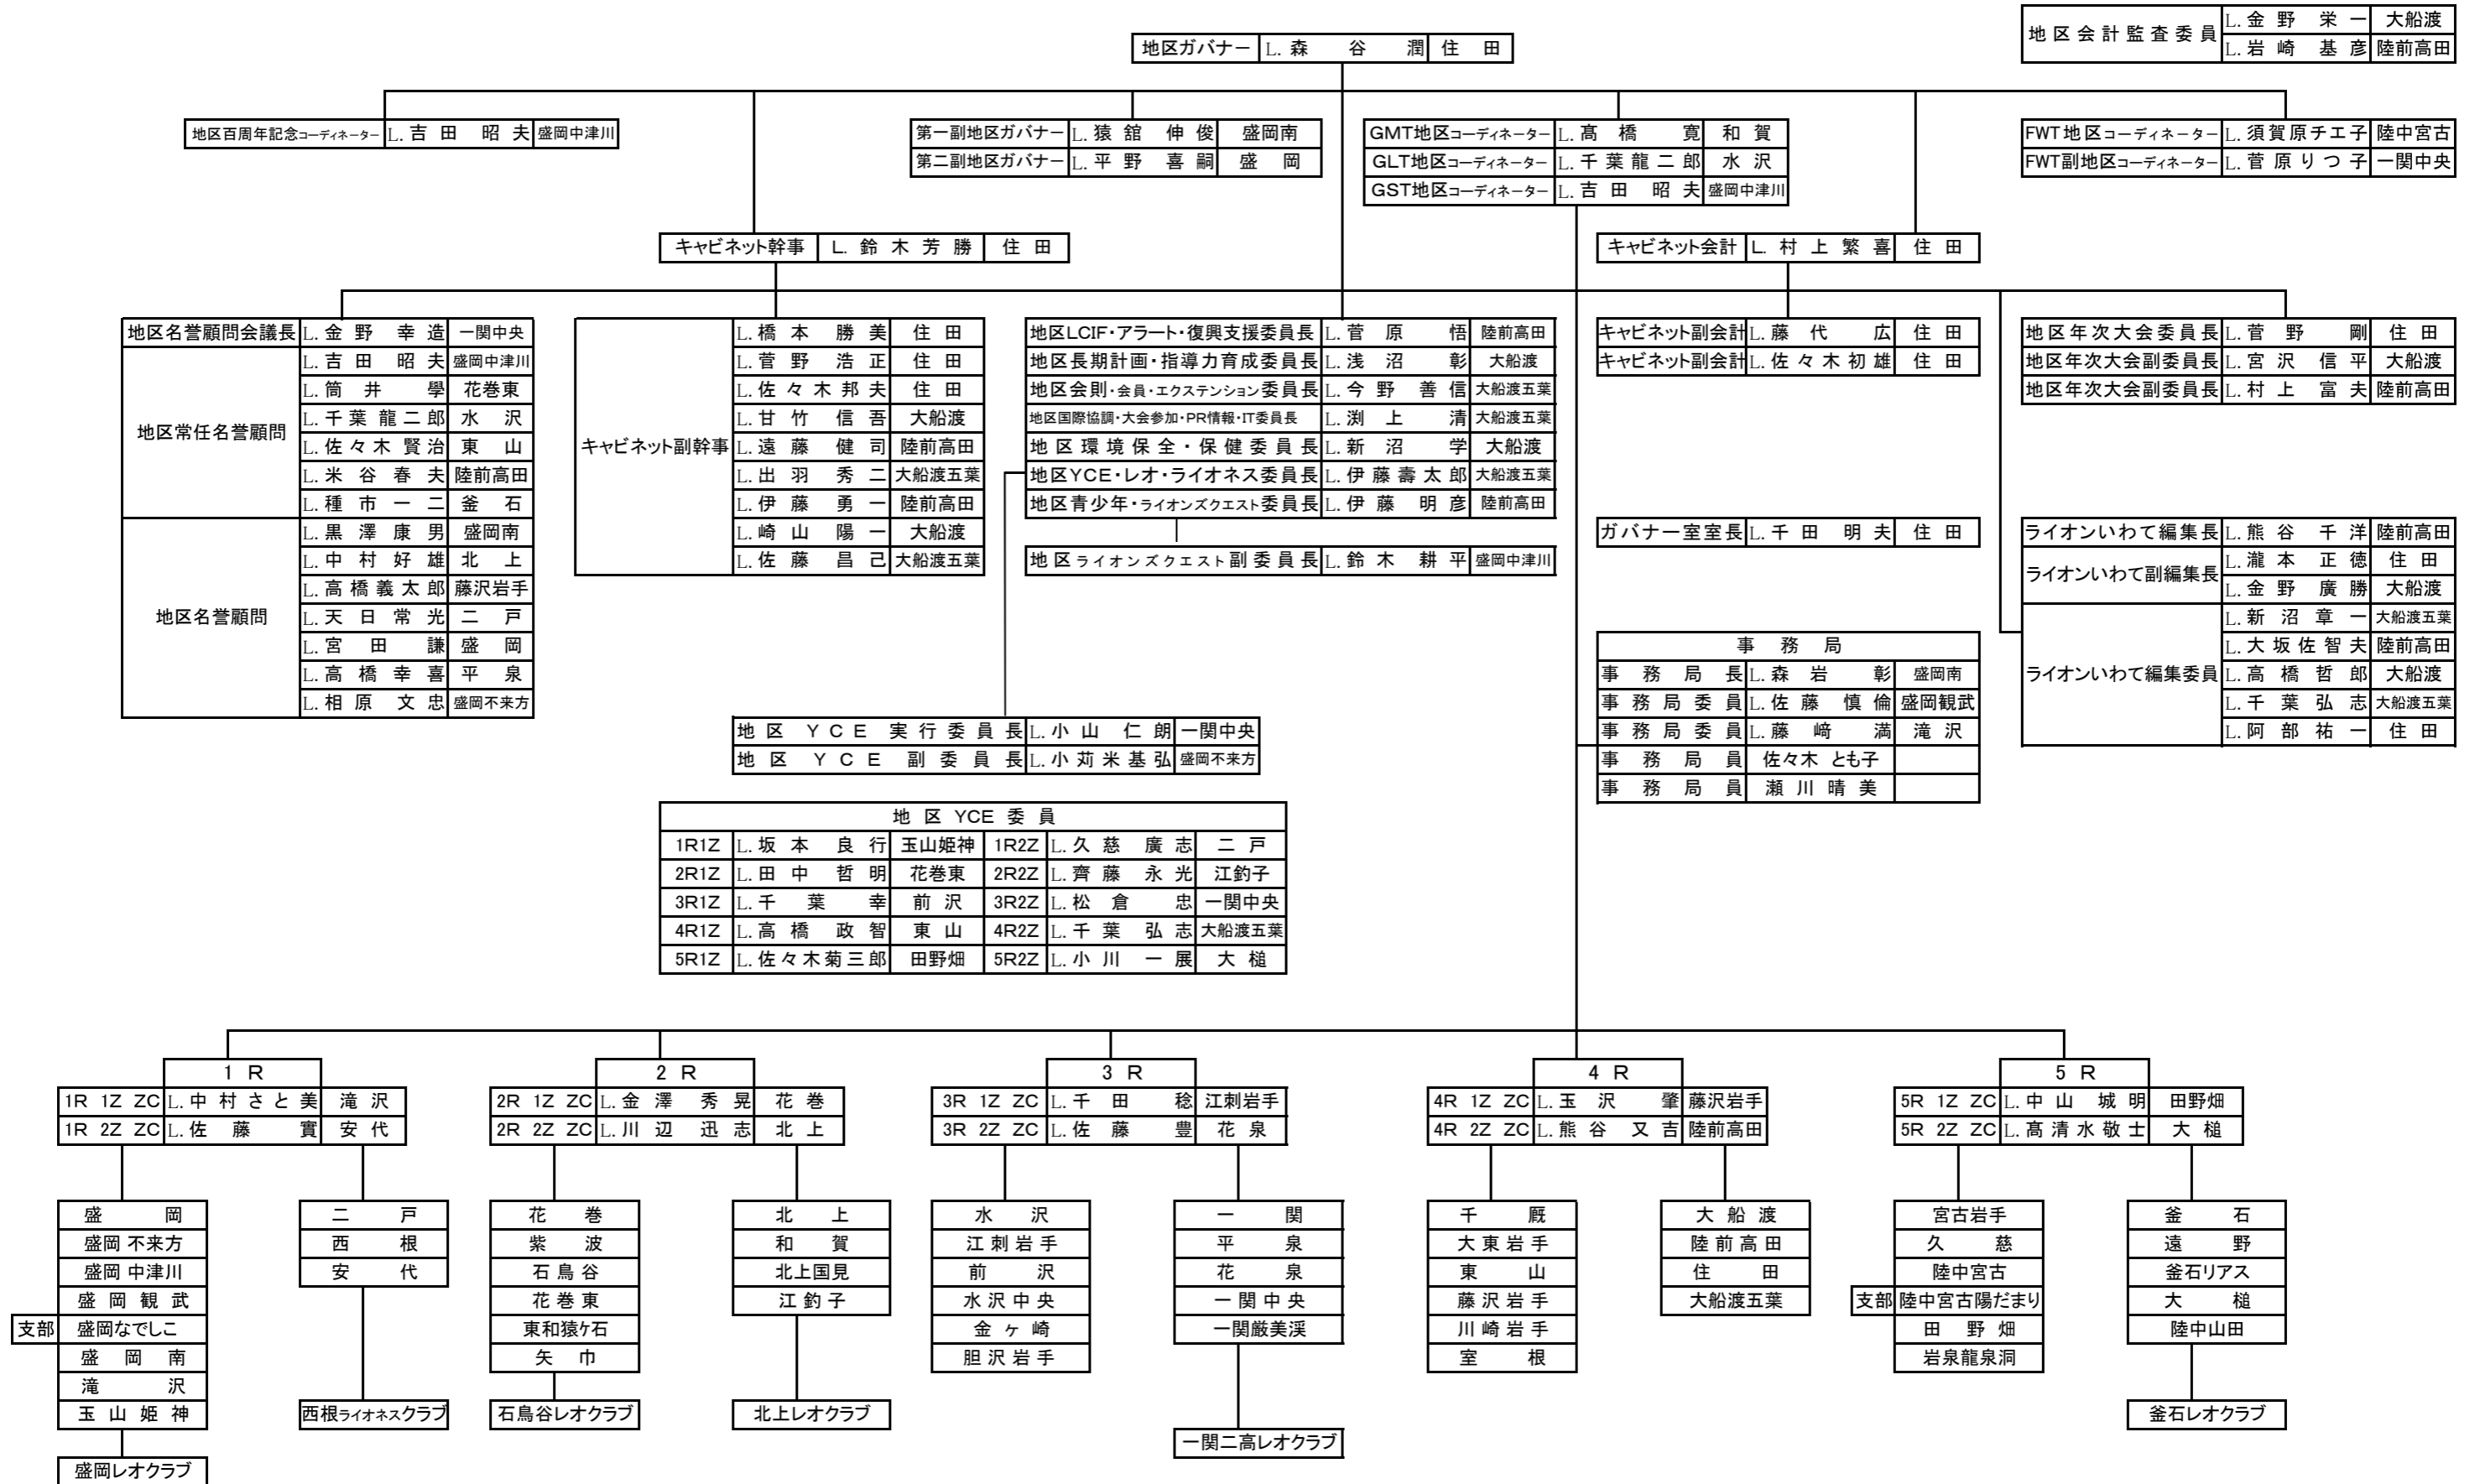 地区会計監査委員 L. 金野 栄一 大船渡
L. 岩崎 基彦 陸前高田
地区ガバナー L. 森谷 潤 住田
地区百周年記念コーディネーター L. 吉田 昭夫 盛岡中津川
第一副地区ガバナー L. 猿舘 伸俊 盛岡南
第二副地区ガバナー L. 平野 喜嗣 盛岡
GMT地区コーディネーター L. 髙橋 寛 和賀
GLT地区コーディネーター L. 千葉龍二郎 水沢
GST地区コーディネーター L. 吉田 昭夫 盛岡中津川
FWT地区コーディネーター L. 須賀原チエ子 陸中宮古
FWT副地区コーディネーター L. 菅原りつ子 一関中央
キャビネット幹事 L. 鈴木芳勝 住田
キャビネット会計 L. 村上繁喜 住田
地区名誉顧問会議長 L. 金野 幸造 一関中央
地区常任名誉顧問
L. 吉田 昭夫 盛岡中津川
L. 筒井 學 花巻東
L. 千葉龍二郎 水沢
L. 佐々木賢治 東山
L. 米谷春夫 陸前高田
L. 種市一二 釜石
地区名誉顧問
L. 黒澤康男 盛岡南
L. 中村好雄 北上
L. 高橋義太郎 藤沢岩手
L. 天日常光 二戸
L. 宮田 謙 盛岡
L. 高橋幸喜 平泉
L. 相原 文忠 盛岡不来方
キャビネット副幹事
L. 橋本 勝美 住田
L. 菅野 浩正 住田
L. 佐々木邦夫 住田
L. 甘竹信吾 大船渡
L. 遠藤健司 陸前高田
L. 出羽 秀二 大船渡五葉
L. 伊藤勇一 陸前高田
L. 崎山陽一 大船渡
L. 佐藤昌己 大船渡五葉
地区LCIF・アラート・復興支援委員長 L. 菅原 悟 陸前高田
地区長期計画・指導力育成委員長 L. 浅沼 彰 大船渡
地区会則・会員・エクステンション委員長 L. 今野 善信 大船渡五葉
地区国際協調・大会参加・PR情報・IT委員長 L. 渕上 清 大船渡五葉
地区環境保全・保健委員長 L. 新沼 学 大船渡
地区YCE・レオ・ライオネス委員長 L. 伊藤壽太郎 大船渡五葉
地区青少年・ライオンズクエスト委員長 L. 伊藤 明彦 陸前高田
地区ライオンズクエスト副委員長 L. 鈴木 耕平 盛岡中津川
キャビネット副会計 L. 藤代 広 住田
キャビネット副会計 L. 佐々木初雄 住田
地区年次大会委員長 L. 菅野 剛 住田
地区年次大会副委員長 L. 宮沢信平 大船渡
地区年次大会副委員長 L. 村上 富夫 陸前高田
ガバナー室室長 L. 千田 明夫 住田
ライオンいわて編集長 L. 熊谷 千洋 陸前高田
ライオンいわて副編集長
L. 瀧本 正徳 住田
L. 金野 廣勝 大船渡
ライオンいわて編集委員
L. 新沼章一 大船渡五葉
L. 大坂佐智夫 陸前高田
L. 高橋哲郎 大船渡
L. 千葉弘志 大船渡五葉
L. 阿部祐一 住田
事務局
事務局長 L. 森岩 彰 盛岡南
事務局委員 L. 佐藤慎倫 盛岡観武
事務局委員 L. 藤﨑 満 滝沢
事務局員 佐々木 とも子
事務局員 瀬川晴美
地区 YCE 実行委員長 L. 小山 仁朗 一関中央
地区 YCE 副委員長 L. 小苅米基弘 盛岡不来方
地区 YCE 委員
1R1Z L. 坂本 良行 玉山姫神 1R2Z L. 久慈 廣志 二戸
2R1Z L. 田中 哲明 花巻東 2R2Z L. 齊藤 永光 江釣子
3R1Z L. 千葉 幸 前沢 3R2Z L. 松倉 忠 一関中央
4R1Z L. 高橋 政智 東山 4R2Z L. 千葉 弘志 大船渡五葉
5R1Z L. 佐々木菊三郎 田野畑 5R2Z L. 小川 一展 大槌
1 R
1R 1Z ZC L. 中村さと美 滝沢
1R 2Z ZC L. 佐藤 實 安代
2 R
2R 1Z ZC L. 金澤秀晃 花巻
2R 2Z ZC L. 川辺迅志 北上
3 R
3R 1Z ZC L. 千田 稔 江刺岩手
3R 2Z ZC L. 佐藤 豊 花泉
4 R
4R 1Z ZC L. 玉沢 肇 藤沢岩手
4R 2Z ZC L. 熊谷又吉 陸前高田
5 R
5R 1Z ZC L. 中山 城明 田野畑
5R 2Z ZC L. 髙清水敬士 大槌
盛岡
盛岡 不来方
盛岡 中津川
盛岡観武
支部 盛岡なでしこ
盛岡南
滝沢
玉山姫神
盛岡レオクラブ
二戸
西根
安代
西根ライオネスクラブ
花巻
紫波
石鳥谷
花巻東
東和猿ケ石
矢巾
石鳥谷レオクラブ
北上
和賀
北上国見
江釣子
北上レオクラブ
水沢
江刺岩手
前沢
水沢中央
金ヶ崎
胆沢岩手
一関
平泉
花泉
一関中央
一関厳美渓
一関二高レオクラブ
千厩
大東岩手
東山
藤沢岩手
川崎岩手
室根
大船渡
陸前高田
住田
大船渡五葉
宮古岩手
久慈
陸中宮古
支部 陸中宮古陽だまり
田野畑
岩泉龍泉洞
釜石
遠野
釜石リアス
大槌
陸中山田
釜石レオクラブ